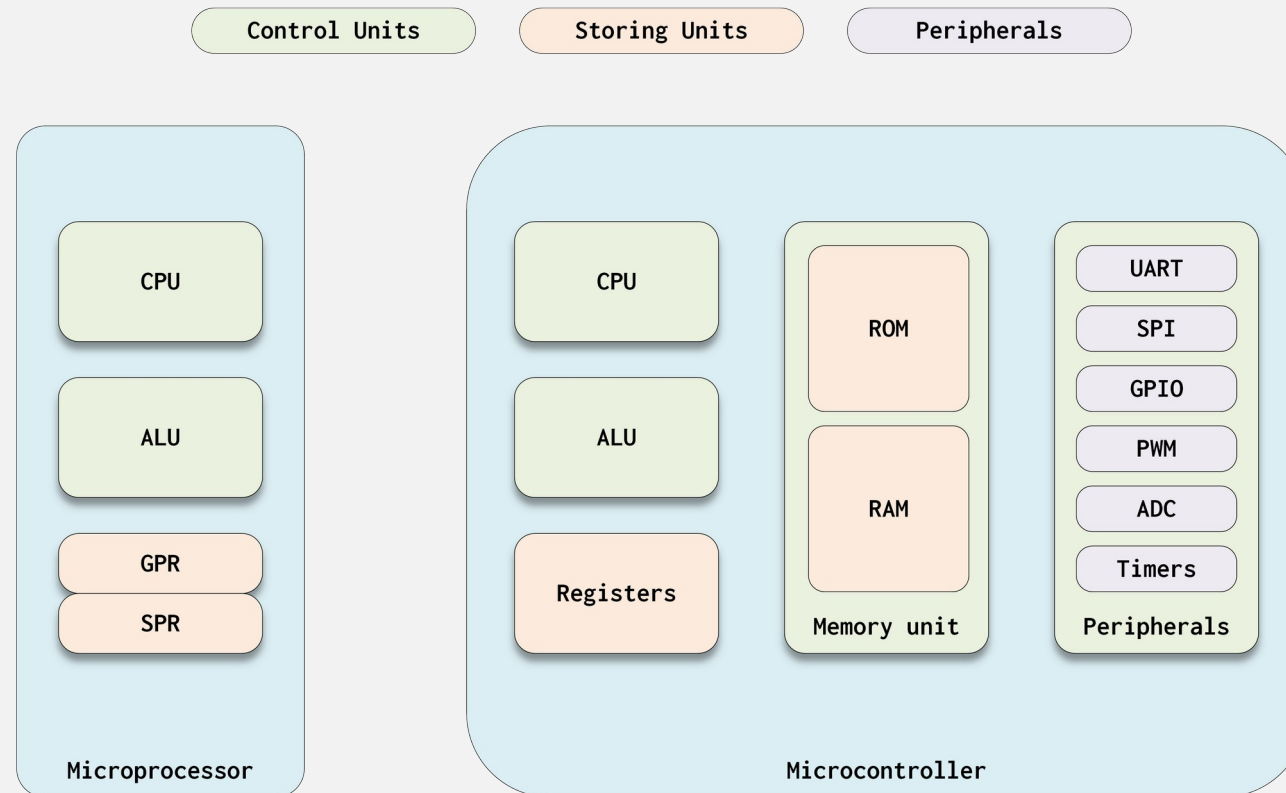 Control Units
Storing Units
Peripherals
CPU
ALU
GPR
SPR
Microprocessor
CPU
ALU
Registers
ROM
RAM
Memory unit
UART
SPI
GPIO
PWM
ADC
Timers
Peripherals
Microcontroller